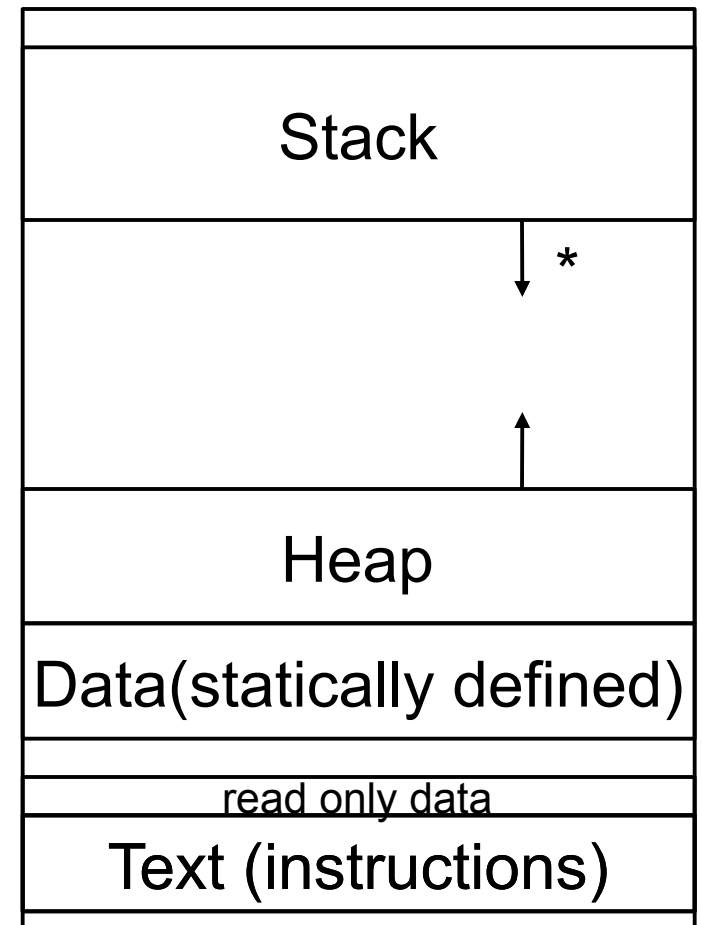 Stack
*
Heap
Data(statically defined)
read only data
Text (instructions)